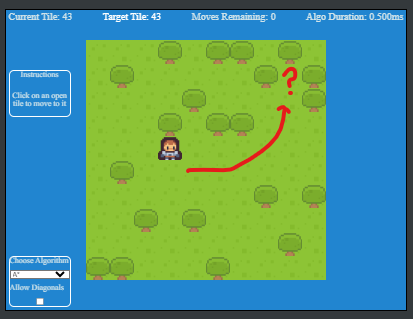 Current Tile: 43
Target Tile: 43
Moves Remaining: 0
Algo Duration: 0.500ms
Instructions
Click on an open
tile to move to it
?
Choose Algorithm
A*
Allow Diagonals